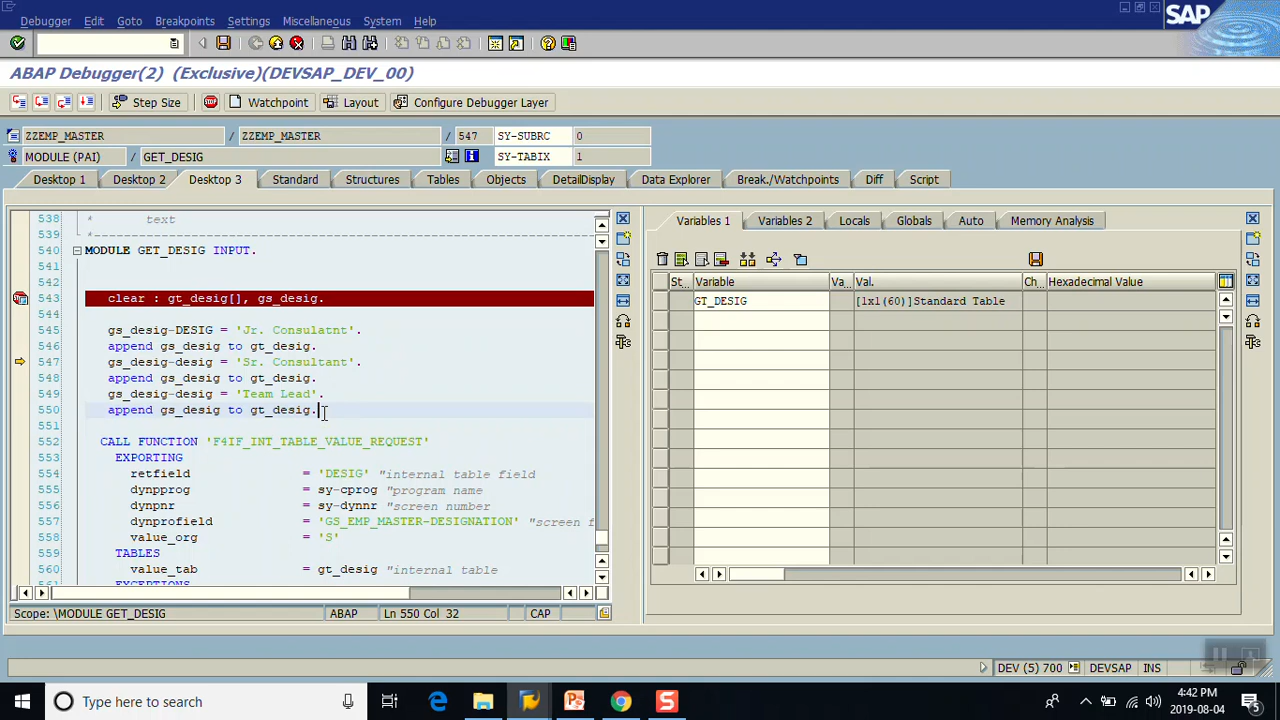 Debugger Edit Goto Breakpoints Settings Miscellaneous System Help
SAP
ABAP Debugger(2) (Exclusive)(DEVSAP_DEV_00)
Step Size Watchpoint Layout Configure Debugger Layer
ZZEMP_MASTER / ZZEMP_MASTER / 547 SY-SUBRC 0
MODULE (PAI) / GET_DESIG SY-TABIX 1
Desktop 1 Desktop 2 Desktop 3 Standard Structures Tables Objects DetailDisplay Data Explorer Break./Watchpoints Diff Script
538 * text
539 *----------------------------------------------------------------------
540 MODULE GET_DESIG INPUT.
541
542
543 clear : gt_desig[], gs_desig.
544
545 gs_desig-DESIG = 'Jr. Consulatnt'.
546 append gs_desig to gt_desig.
547 gs_desig-desig = 'Sr. Consultant'.
548 append gs_desig to gt_desig.
549 gs_desig-desig = 'Team Lead'.
550 append gs_desig to gt_desig.
551
552 CALL FUNCTION 'F4IF_INT_TABLE_VALUE_REQUEST'
553 EXPORTING
554 retfield = 'DESIG' "internal table field
555 dynpprog = sy-cprog "program name
556 dynpnr = sy-dynnr "screen number
557 dynprofield = 'GS_EMP_MASTER-DESIGNATION' "screen f
558 value_org = 'S'
559 TABLES
560 value_tab = gt_desig "internal table
561 EXCEPTIONS
Scope: \MODULE GET_DESIG ABAP Ln 550 Col 32 CAP
Variables 1 Variables 2 Locals Globals Auto Memory Analysis
St... Variable Va... Val. Ch... Hexadecimal Value
GT_DESIG [1x1(60)]Standard Table
DEV (5) 700 DEVSAP INS
Type here to search
4:42 PM
2019-08-04
5